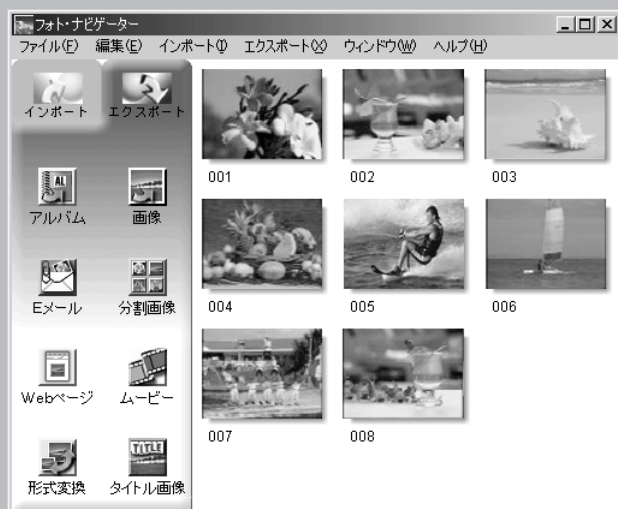 フォト・ナビゲーター
ファイル(F) 編集(E) インポート(I) エクスポート(X) ウィンドウ(W) ヘルプ(H)
インポート エクスポート
アルバム 画像
Eメール 分割画像
Webページ ムービー
形式変換 タイトル画像
AL
TITLE
001 002 003
004 005 006
007 008